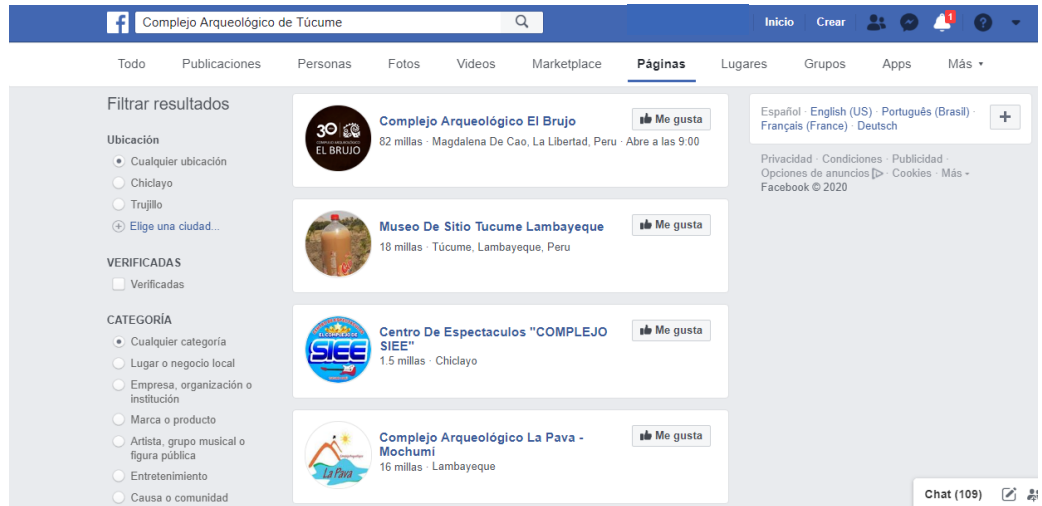 Complejo Arqueológico de Túcume
Inicio Crear 1
Todo Publicaciones Personas Fotos Videos Marketplace Páginas Lugares Grupos Apps Más
Filtrar resultados
Ubicación
Cualquier ubicación
Chiclayo
Trujillo
Elige una ciudad...
VERIFICADAS
Verificadas
CATEGORÍA
Cualquier categoría
Lugar o negocio local
Empresa, organización o
institución
Marca o producto
Artista, grupo musical o
figura pública
Entretenimiento
Causa o comunidad
30
EL BRUJO
Complejo Arqueológico El Brujo
Me gusta
82 millas · Magdalena De Cao, La Libertad, Peru · Abre a las 9:00
Museo De Sitio Tucume Lambayeque
Me gusta
18 millas · Túcume, Lambayeque, Peru
SIEE
Centro De Espectaculos "COMPLEJO
SIEE"
Me gusta
1.5 millas · Chiclayo
La Pava
Complejo Arqueológico La Pava -
Mochumí
Me gusta
16 millas · Lambayeque
Español · English (US) · Português (Brasil) ·
Français (France) · Deutsch
Privacidad · Condiciones · Publicidad ·
Opciones de anuncios · Cookies · Más
Facebook © 2020
Chat (109)